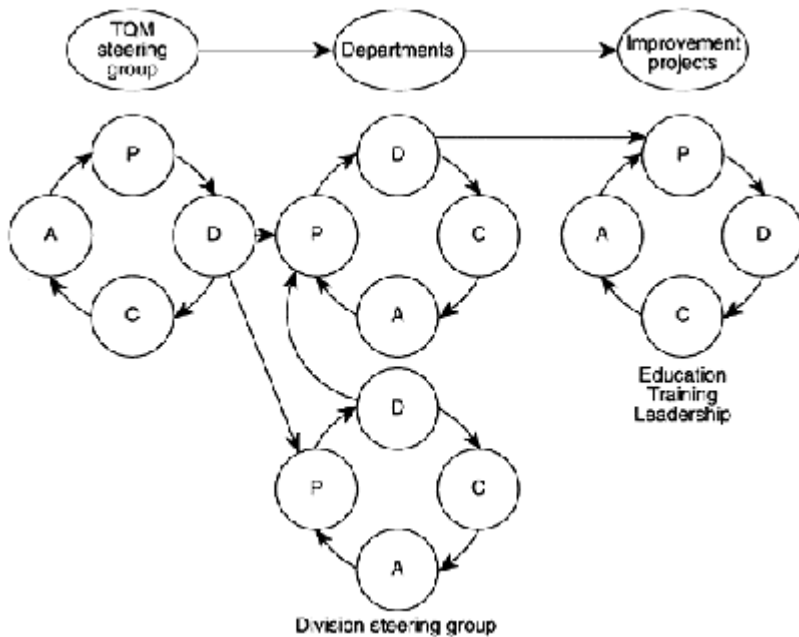 TQM
steering
group
Departments
Improvement
projects
P
A
D
C
D
P
C
A
P
A
D
C
Education
Training
Leadership
D
P
C
A
Division steering group